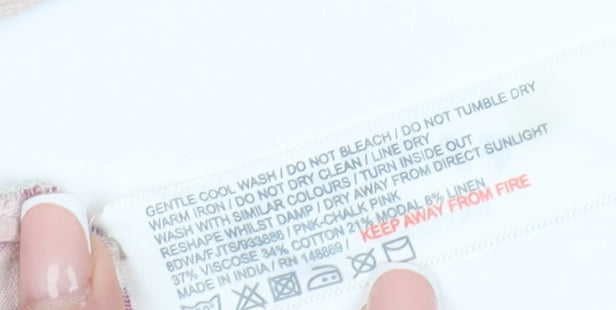 GENTLE COOL WASH / DO NOT BLEACH / DO NOT TUMBLE DRY
WARM IRON / DO NOT DRY CLEAN / LINE DRY
WASH WITH SIMILAR COLOURS / TURN INSIDE OUT
RESHAPE WHILST DAMP / DRY AWAY FROM DIRECT SUNLIGHT
8DWA/FJTS/933886 / PNK-CHALK PINK
37% VISCOSE 34% COTTON 21% MODAL 8% LINEN
MADE IN INDIA / RN 148869 / KEEP AWAY FROM FIRE